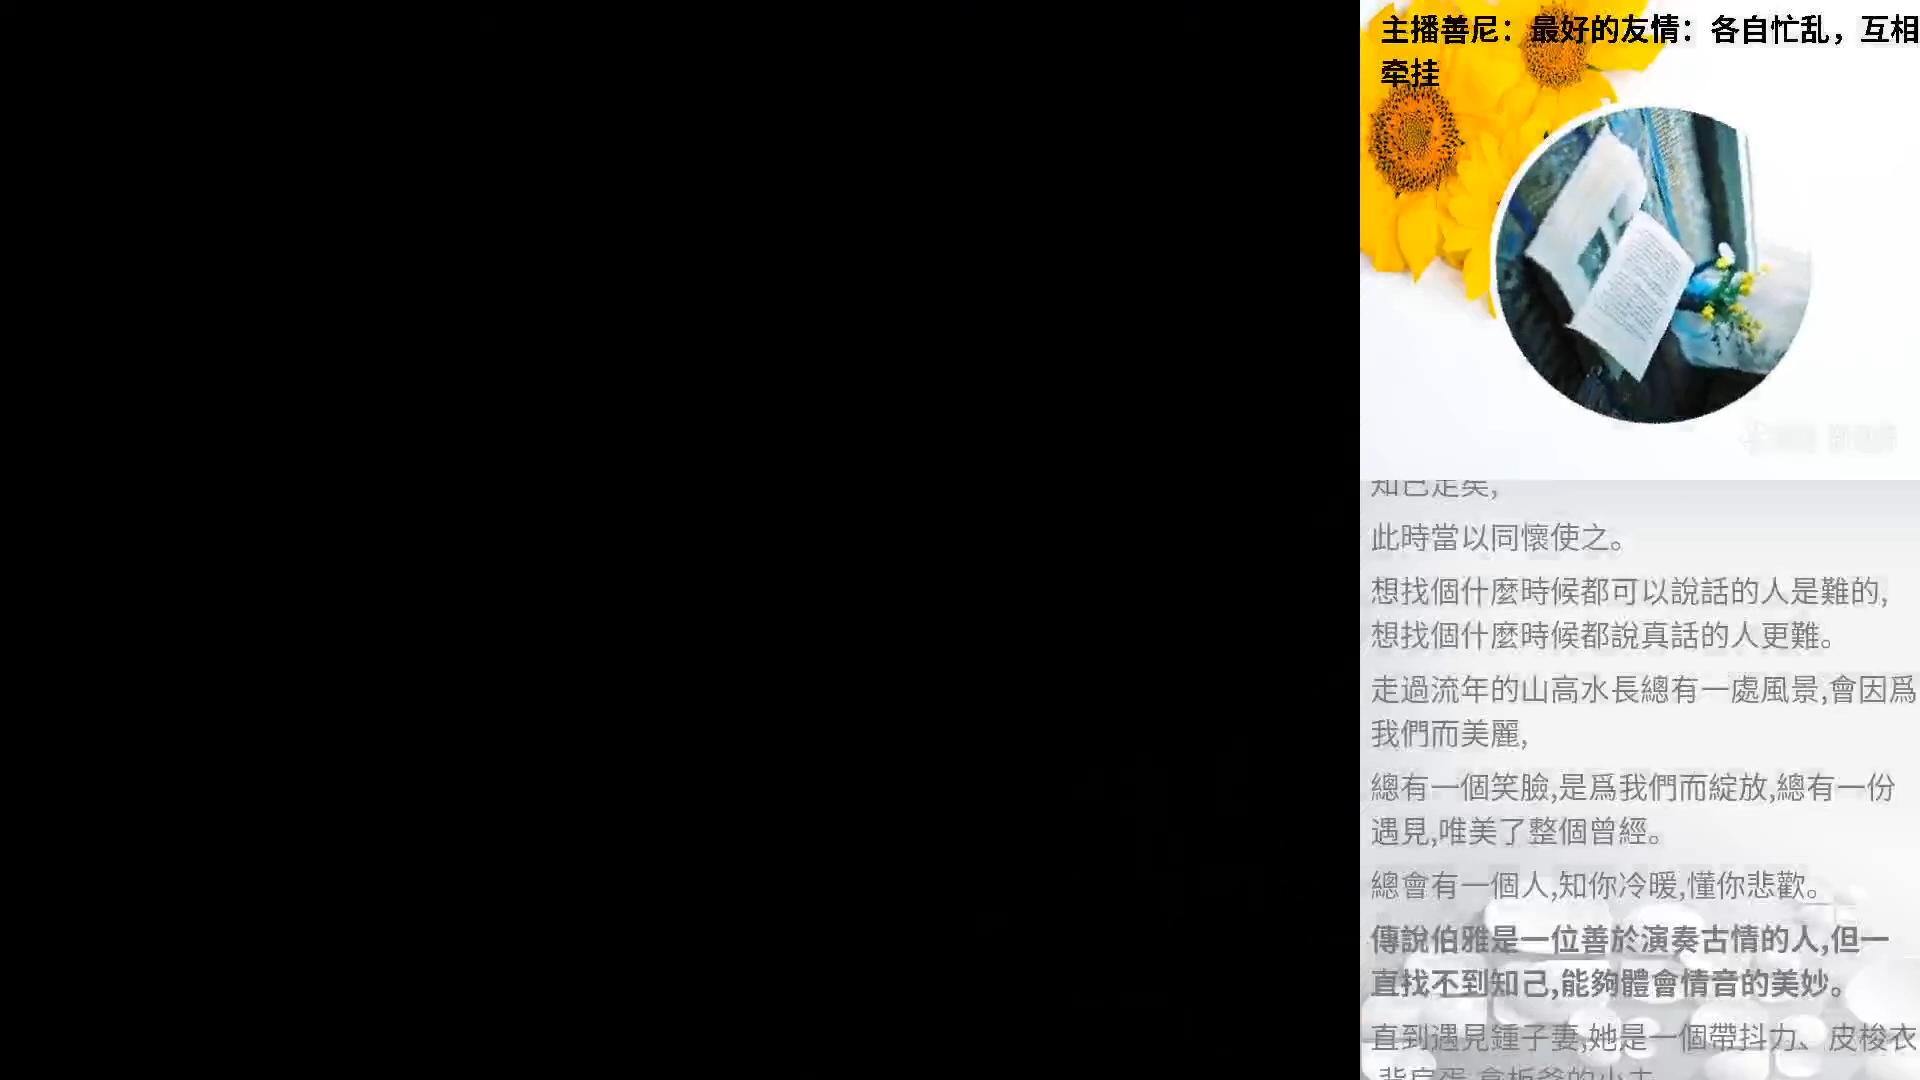 主播善尼：最好的友情：各自忙乱，互相
牵挂
知己足矣,
此時當以同懷使之。
想找個什麼時候都可以說話的人是難的,
想找個什麼時候都說真話的人更難。
走過流年的山高水長總有一處風景,會因爲
我們而美麗,
總有一個笑臉,是爲我們而綻放,總有一份
遇見,唯美了整個曾經。
總會有一個人,知你冷暖,懂你悲歡。
傳說伯雅是一位善於演奏古情的人,但一
直找不到知己,能夠體會情音的美妙。
直到遇見鍾子妻,她是一個帶抖力、皮梭衣